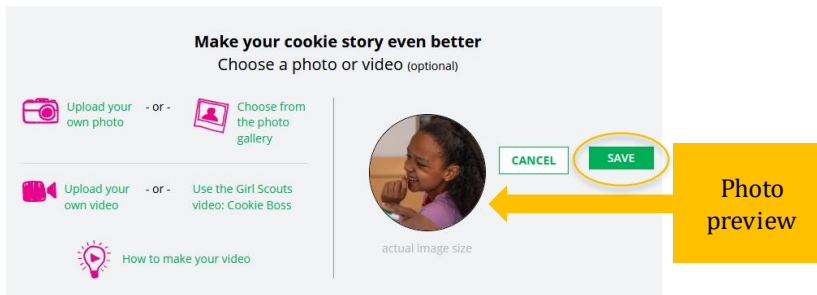 Make your cookie story even better
Choose a photo or video (optional)
Upload your own photo
- or -
Choose from the photo gallery
Upload your own video
- or -
Use the Girl Scouts video: Cookie Boss
How to make your video
actual image size
CANCEL
SAVE
Photo preview